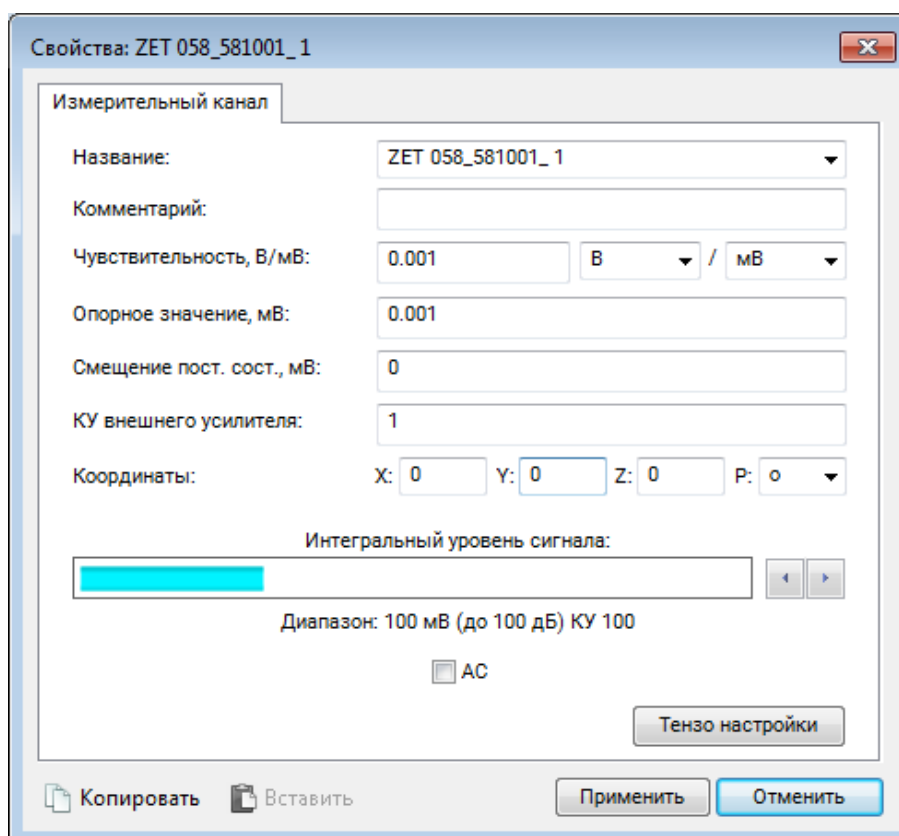 Свойства: ZET 058_581001_ 1
Измерительный канал
Название: ZET 058_581001_ 1
Комментарий:
Чувствительность, В/мВ: 0.001 В / мВ
Опорное значение, мВ: 0.001
Смещение пост. сост., мВ: 0
КУ внешнего усилителя: 1
Координаты: X: 0 Y: 0 Z: 0 P: о
Интегральный уровень сигнала:
Диапазон: 100 мВ (до 100 дБ) КУ 100
AC
Тензо настройки
Копировать Вставить Применить Отменить